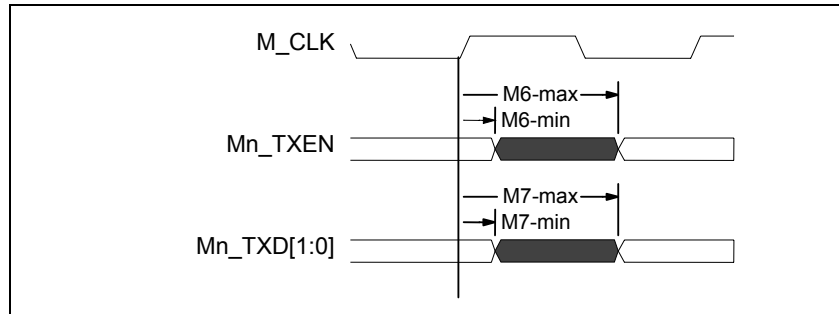 M_CLK
M6-max
M6-min
Mn_TXEN
M7-max
M7-min
Mn_TXD[1:0]